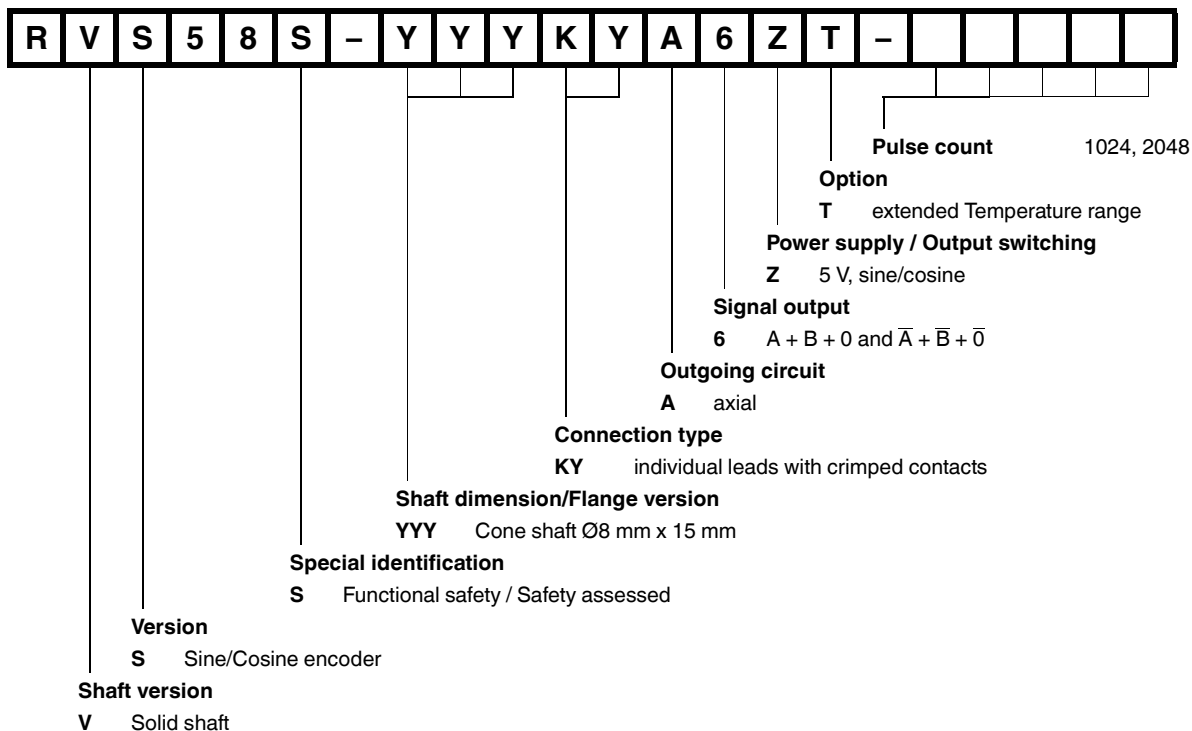 R V S 5 8 S – Y Y Y K Y A 6 Z T –
Pulse count 1024, 2048
Option
T extended Temperature range
Power supply / Output switching
Z 5 V, sine/cosine
Signal output
6 A + B + 0 and A̅ + B̅ + 0̅
Outgoing circuit
A axial
Connection type
KY individual leads with crimped contacts
Shaft dimension/Flange version
YYY Cone shaft Ø8 mm x 15 mm
Special identification
S Functional safety / Safety assessed
Version
S Sine/Cosine encoder
Shaft version
V Solid shaft